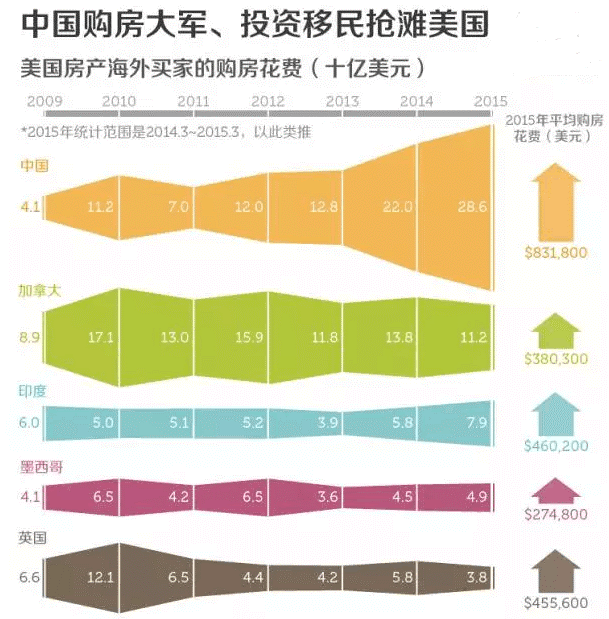 中国购房大军、投资移民抢滩美国
美国房产海外买家的购房花费（十亿美元）
2009 2010 2011 2012 2013 2014 2015
*2015年统计范围是2014.3~2015.3，以此类推
2015年平均购房
花费（美元）
中国
4.1 11.2 7.0 12.0 12.8 22.0 28.6
$831,800
加拿大
8.9 17.1 13.0 15.9 11.8 13.8 11.2
$380,300
印度
6.0 5.0 5.1 5.2 3.9 5.8 7.9
$460,200
墨西哥
4.1 6.5 4.2 6.5 3.6 4.5 4.9
$274,800
英国
6.6 12.1 6.5 4.4 4.2 5.8 3.8
$455,600